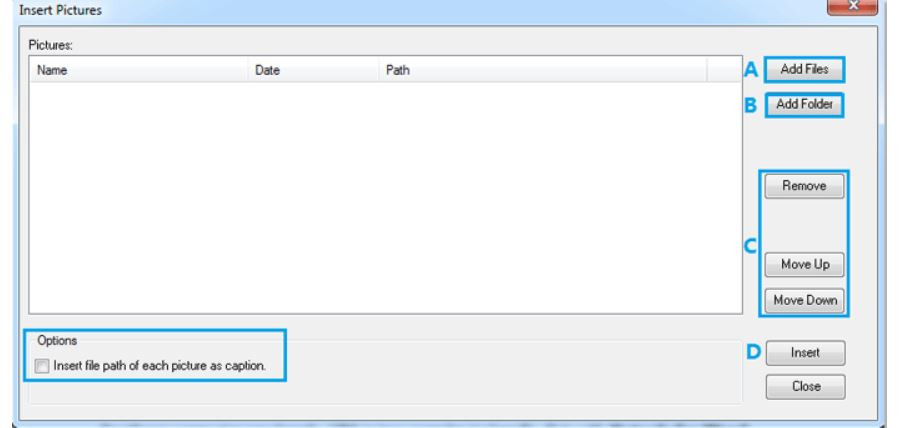 Insert Pictures
Pictures:
Name Date Path
A Add Files
B Add Folder
Remove
C
Move Up
Move Down
Options
Insert file path of each picture as caption.
D Insert
Close